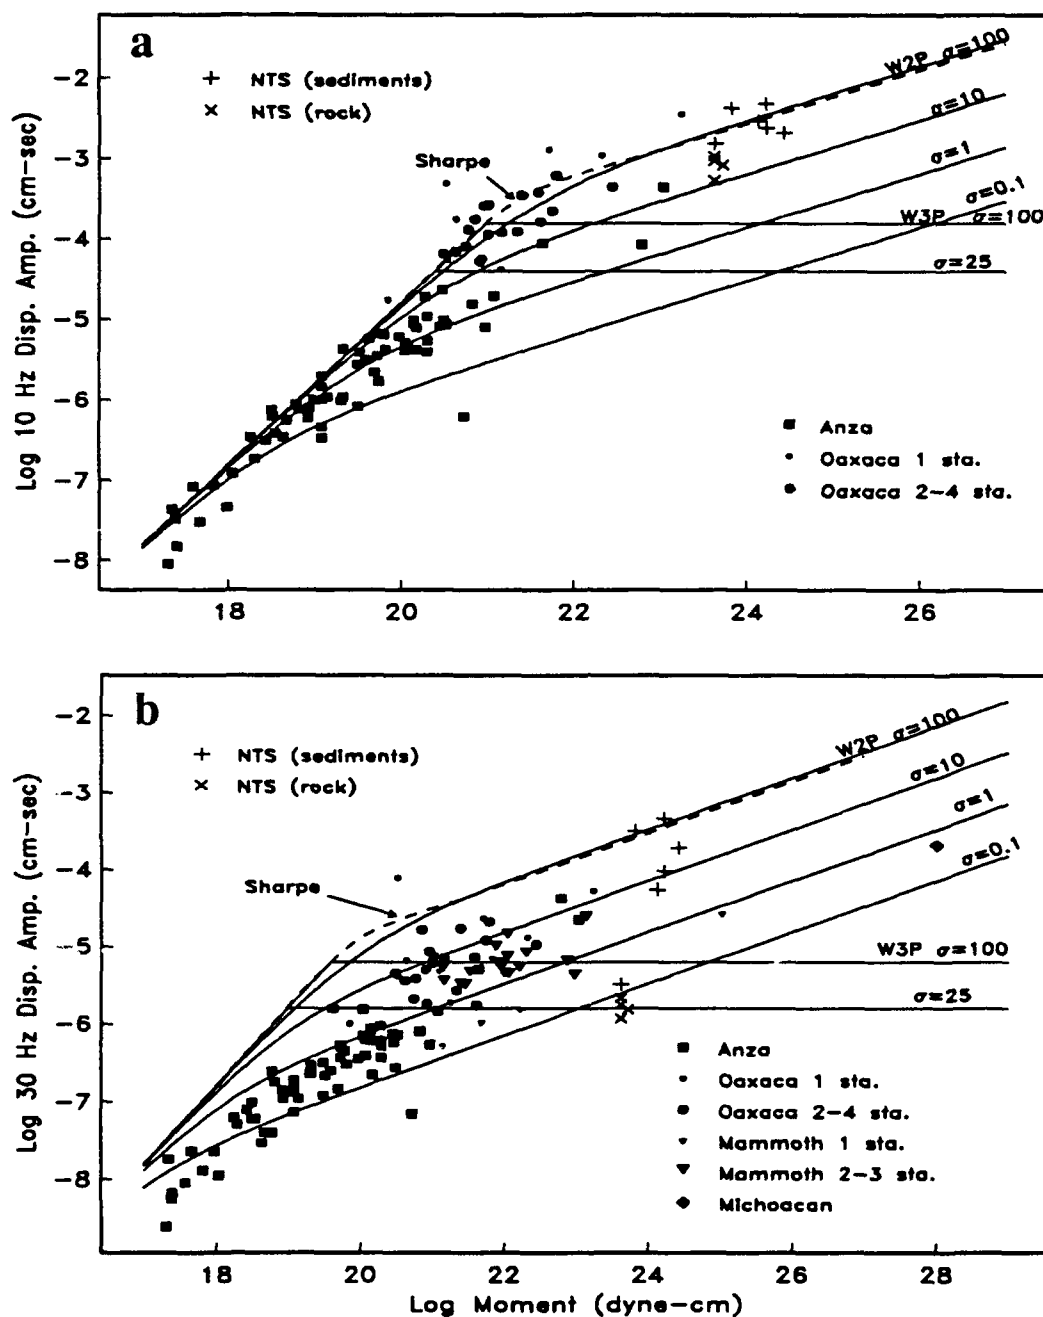 a
NTS (sediments)
NTS (rock)
Sharpe
W2P σ=100
σ=10
σ=1
σ=0.1
W3P σ=100
σ=25
Anza
Oaxaca 1 sta.
Oaxaca 2-4 sta.
Log 10 Hz Disp. Amp. (cm-sec)
-2
-3
-4
-5
-6
-7
-8
18 20 22 24 26
b
NTS (sediments)
NTS (rock)
Sharpe
W2P σ=100
σ=10
σ=1
σ=0.1
W3P σ=100
σ=25
Anza
Oaxaca 1 sta.
Oaxaca 2-4 sta.
Mammoth 1 sta.
Mammoth 2-3 sta.
Michoacan
Log 30 Hz Disp. Amp. (cm-sec)
-2
-3
-4
-5
-6
-7
-8
18 20 22 24 26 28
Log Moment (dyne-cm)